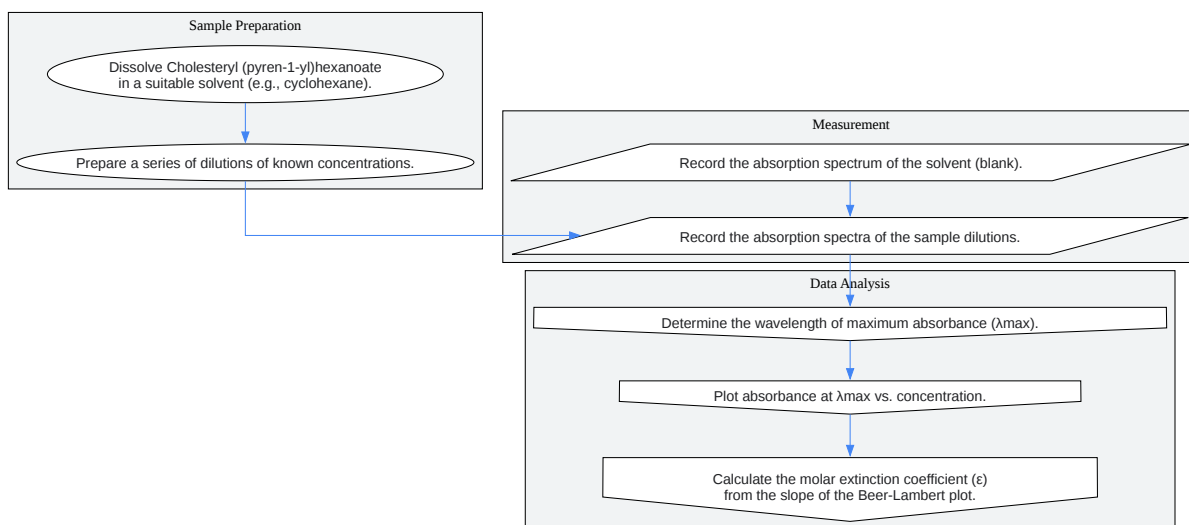 Sample Preparation
Dissolve Cholesteryl (pyren-1-yl)hexanoate
in a suitable solvent (e.g., cyclohexane).
Prepare a series of dilutions of known concentrations.
Measurement
Record the absorption spectrum of the solvent (blank).
Record the absorption spectra of the sample dilutions.
Data Analysis
Determine the wavelength of maximum absorbance (λmax).
Plot absorbance at λmax vs. concentration.
Calculate the molar extinction coefficient (ε)
from the slope of the Beer-Lambert plot.